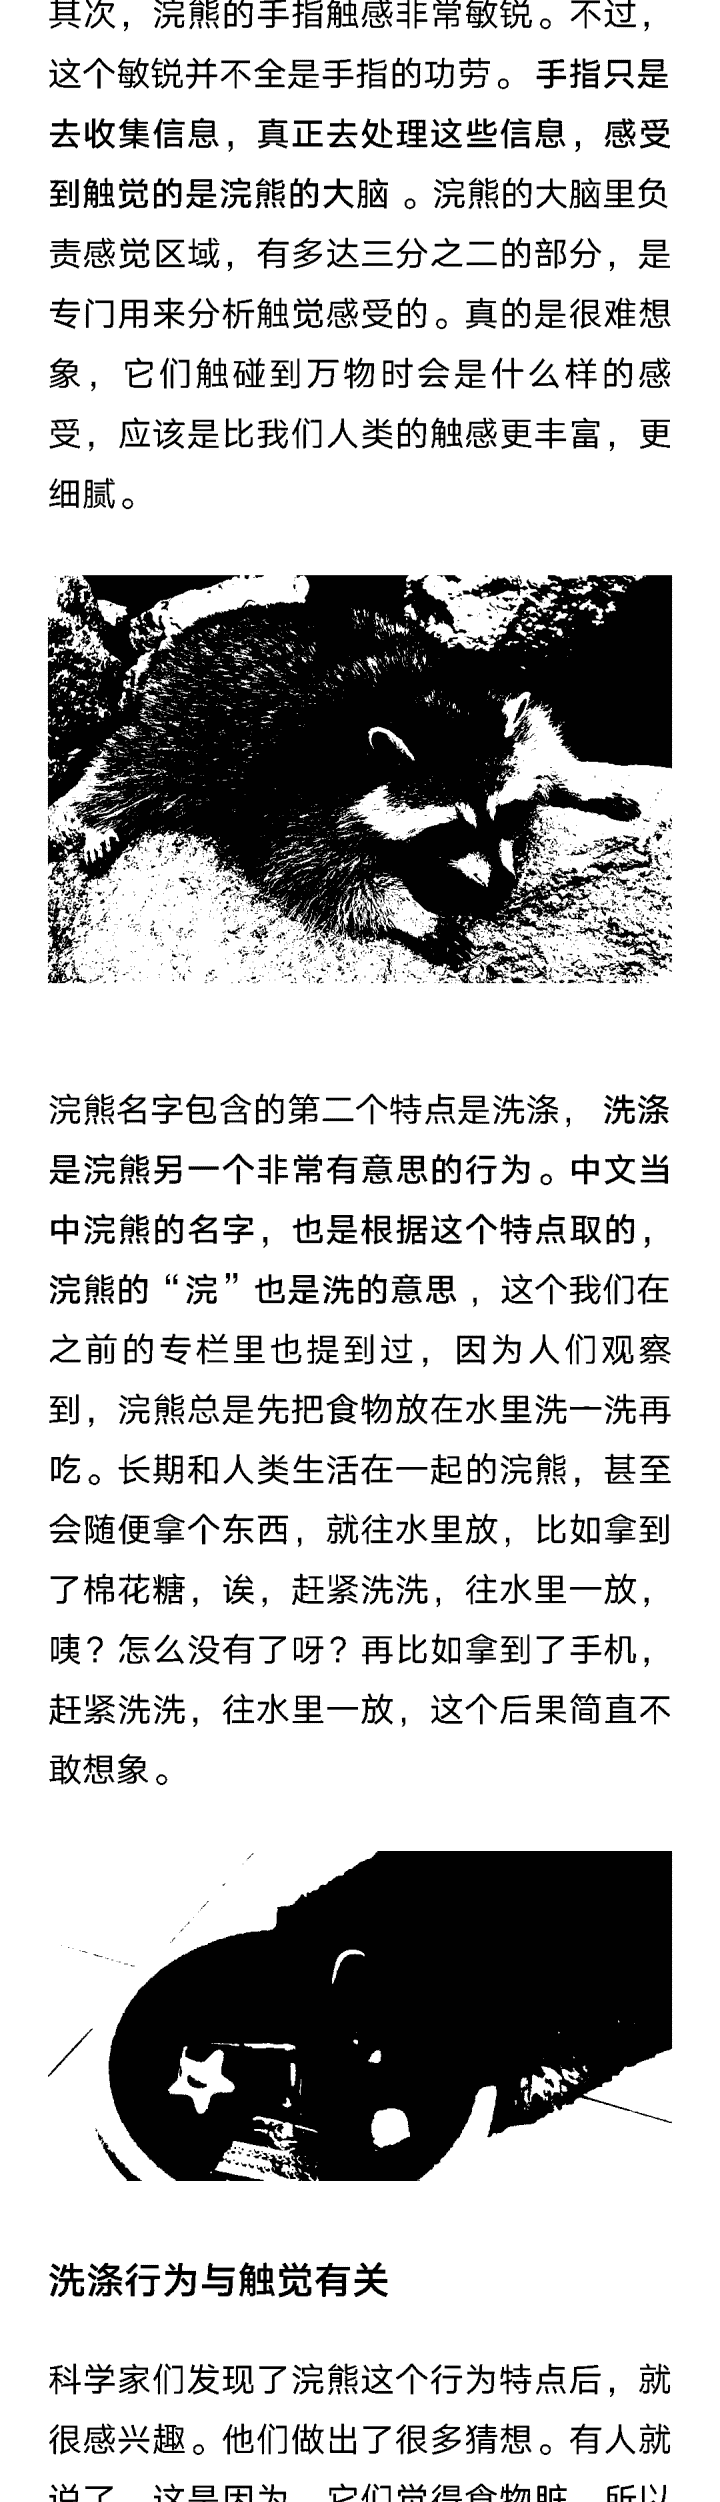 其次，浣熊的手指触感非常敏锐。不过，
这个敏锐并不全是手指的功劳。手指只是
去收集信息，真正去处理这些信息，感受
到触觉的是浣熊的大脑 。浣熊的大脑里负
责感觉区域，有多达三分之二的部分，是
专门用来分析触觉感受的。真的是很难想
象，它们触碰到万物时会是什么样的感
受，应该是比我们人类的触感更丰富，更
细腻。
浣熊名字包含的第二个特点是洗涤， 洗涤
是浣熊另一个非常有意思的行为。中文当
中浣熊的名字，也是根据这个特点取的，
浣熊的“浣”也是洗的意思 ，这个我们在
之前的专栏里也提到过，因为人们观察
到，浣熊总是先把食物放在水里洗一洗再
吃。长期和人类生活在一起的浣熊，甚至
会随便拿个东西，就往水里放，比如拿到
了棉花糖，诶，赶紧洗洗，往水里一放，
咦？怎么没有了呀？再比如拿到了手机，
赶紧洗洗，往水里一放，这个后果简直不
敢想象。
洗涤行为与触觉有关
科学家们发现了浣熊这个行为特点后，就
很感兴趣。他们做出了很多猜想。有人就
说了，这是因为，它们觉得食物脏，所以